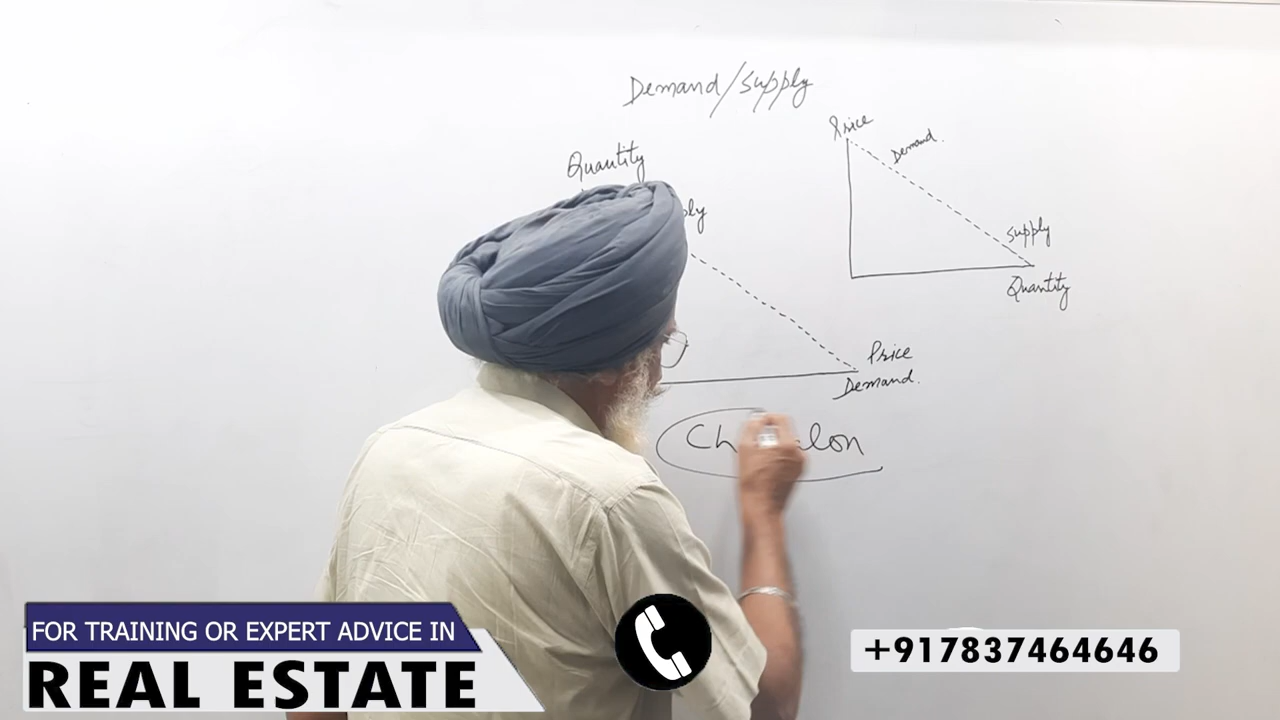 Demand/Supply
Price
Demand.
Quantity
Supply
Quantity
Price
Demand.
FOR TRAINING OR EXPERT ADVICE IN
REAL ESTATE
+917837464646